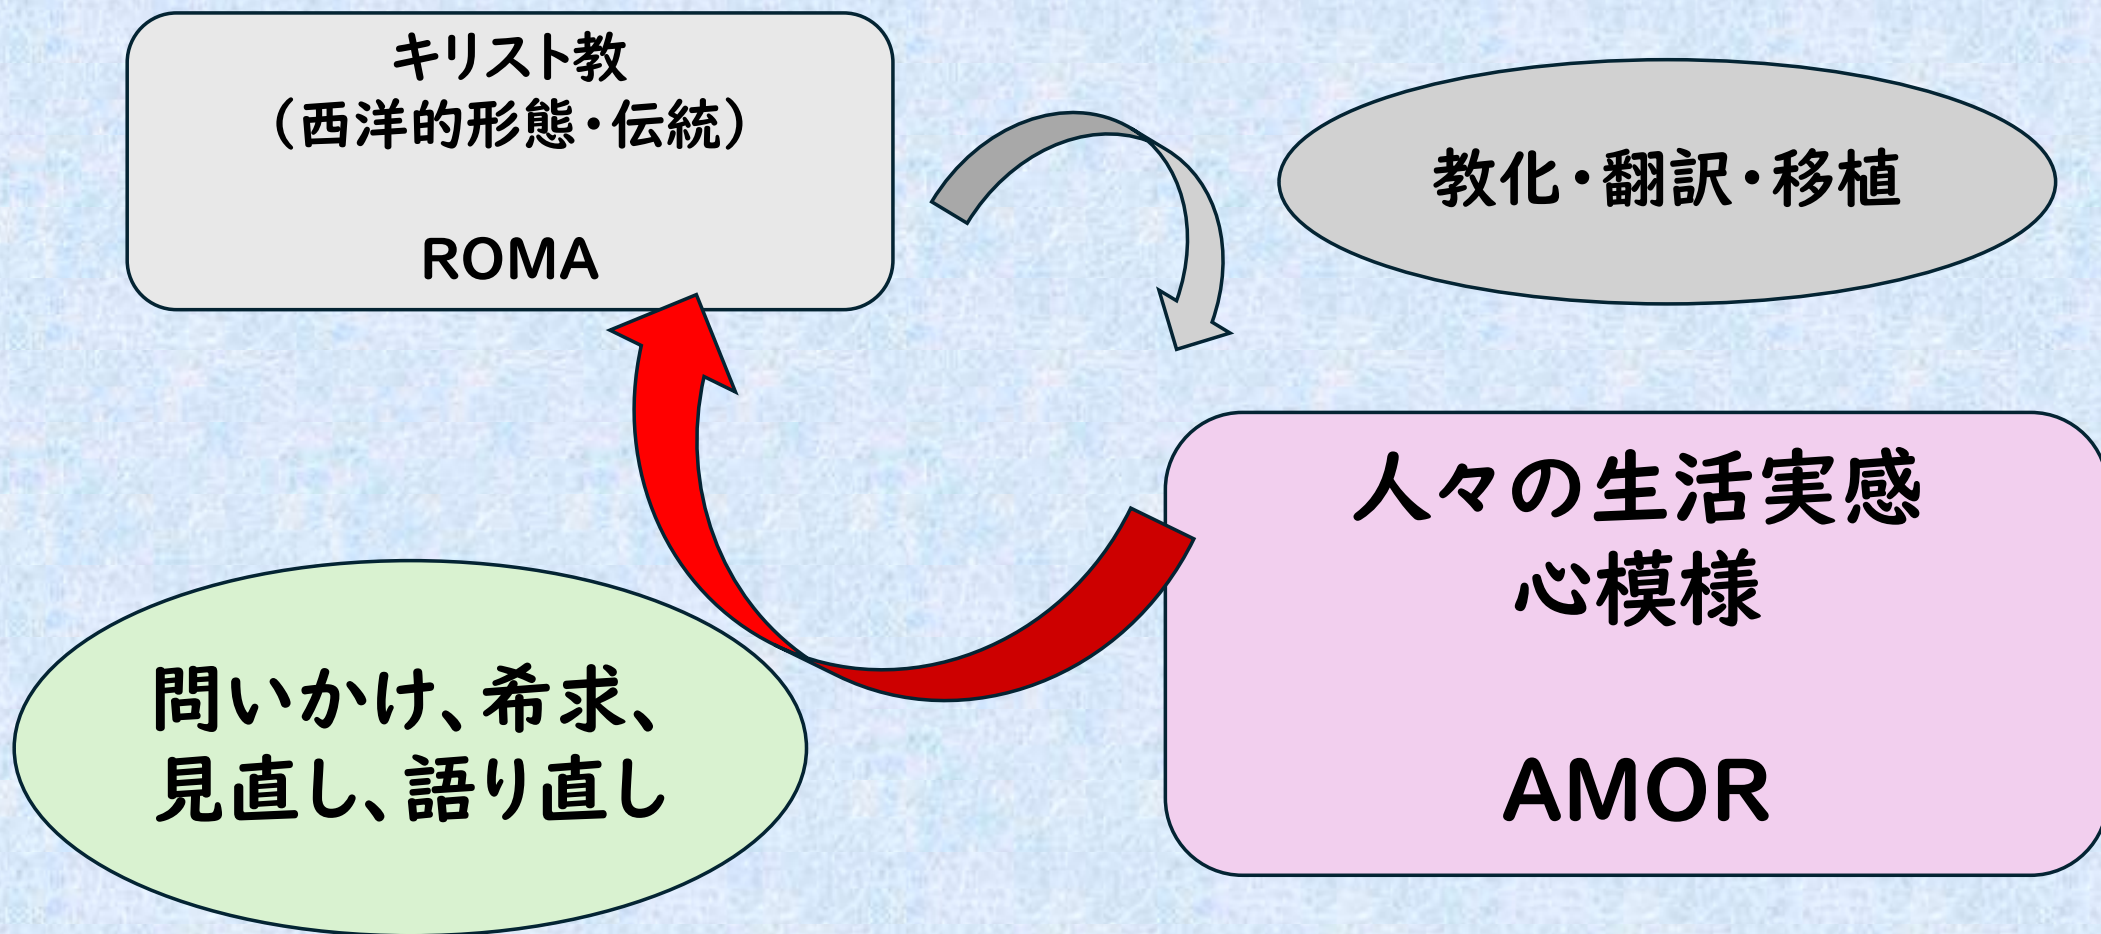 キリスト教
（西洋的形態・伝統）
ROMA
教化・翻訳・移植
人々の生活実感
心模様
AMOR
問いかけ、希求、
見直し、語り直し